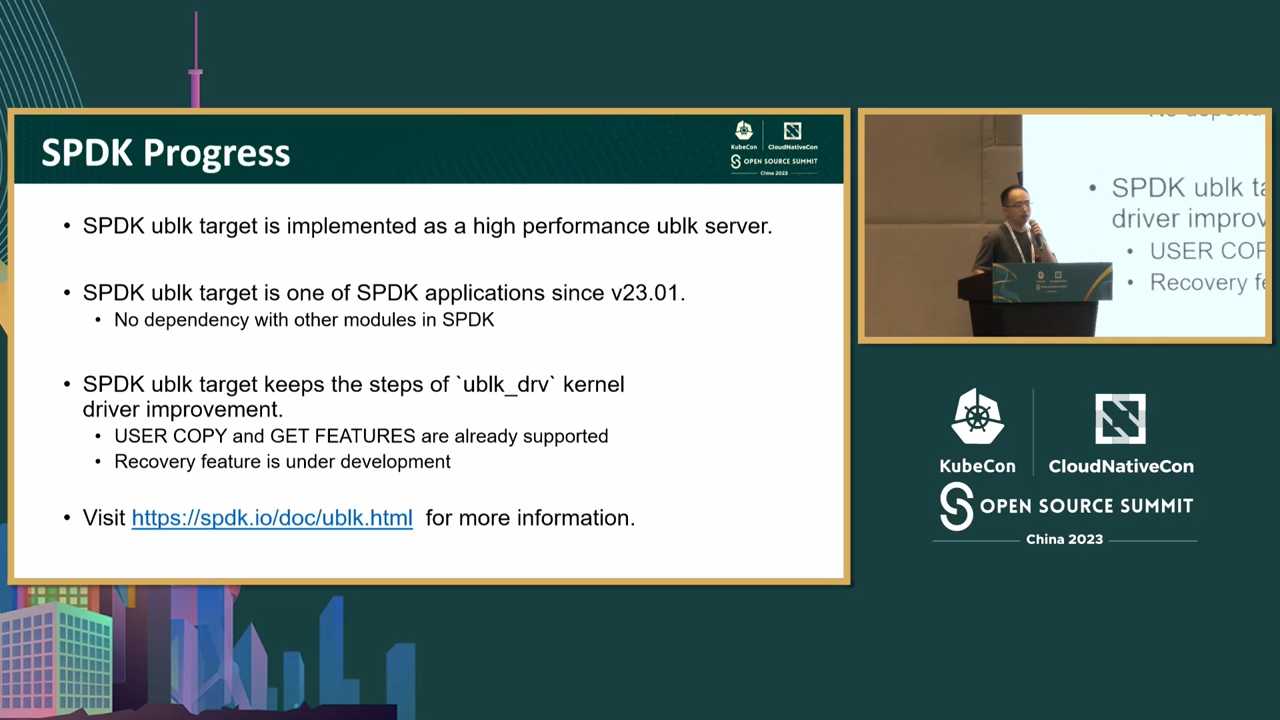 SPDK Progress
KubeCon
CloudNativeCon
OPEN SOURCE SUMMIT
China 2023
• SPDK ublk target is implemented as a high performance ublk server.
• SPDK ublk target is one of SPDK applications since v23.01.
• No dependency with other modules in SPDK
• SPDK ublk target keeps the steps of `ublk_drv` kernel
driver improvement.
• USER COPY and GET FEATURES are already supported
• Recovery feature is under development
• Visit https://spdk.io/doc/ublk.html for more information.
No depend
• SPDK ublk ta
driver improv
• USER COP
• Recovery fe
KubeCon
CloudNativeCon
OPEN SOURCE SUMMIT
China 2023